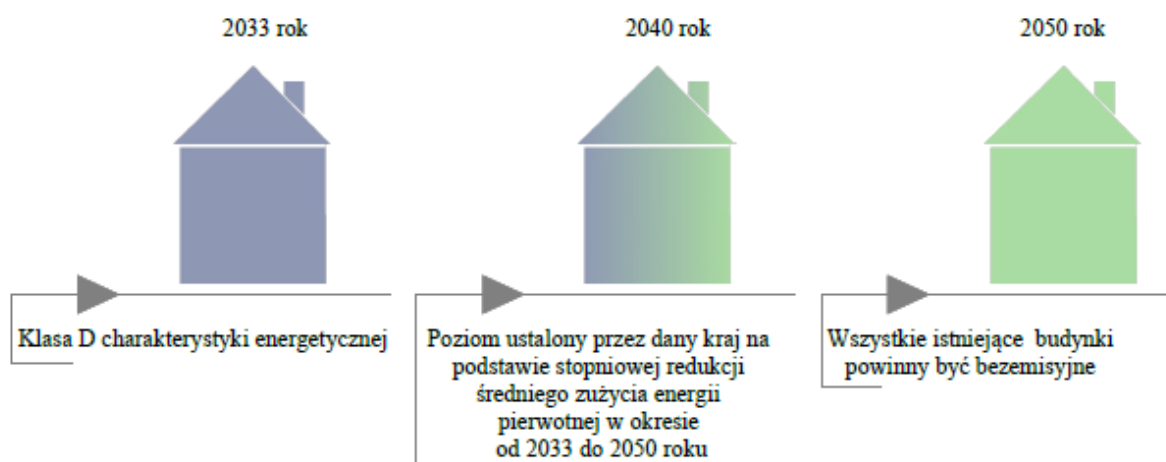 2033 rok
2040 rok
2050 rok
Klasa D charakterystyki energetycznej
Poziom ustalony przez dany kraj na
podstawie stopniowej redukcji
średniego zużycia energii
pierwotnej w okresie
od 2033 do 2050 roku
Wszystkie istniejące budynki
powinny być bezemisyjne